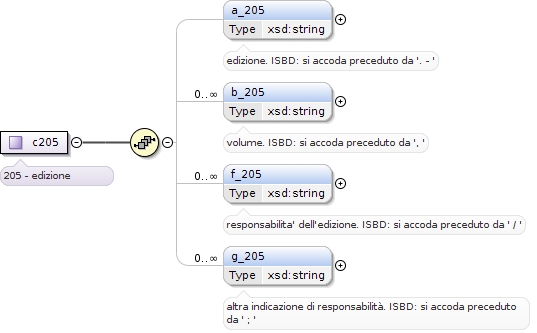 a_205
Type xsd:string
edizione. ISBD: si accoda preceduto da '. - '
0..∞
b_205
Type xsd:string
volume. ISBD: si accoda preceduto da ', '
c205
205 - edizione
0..∞
f_205
Type xsd:string
responsabilita' dell'edizione. ISBD: si accoda preceduto da ' / '
0..∞
g_205
Type xsd:string
altra indicazione di responsabilità. ISBD: si accoda preceduto
da ' ; '